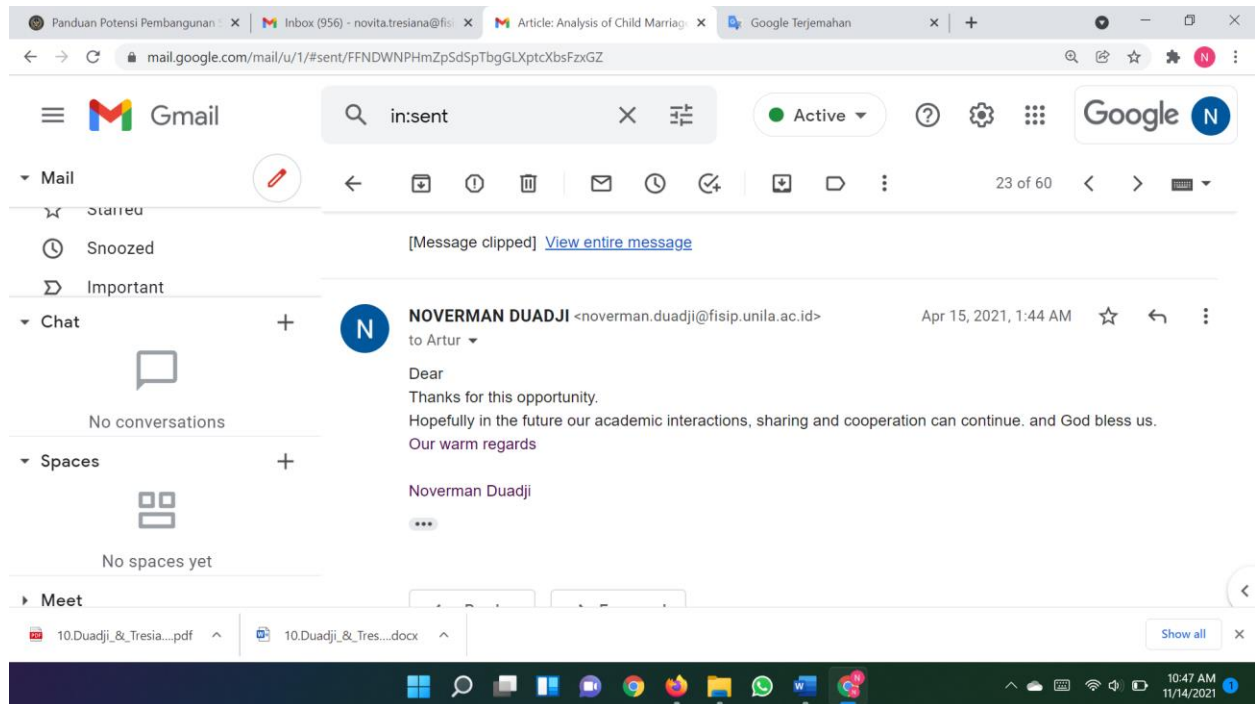 Panduan Potensi Pembangunan S
Inbox (956) - novita.tresiana@fisi
Article: Analysis of Child Marriag
Google Terjemahan
mail.google.com/mail/u/1/#sent/FFNDWNPHmZpSdSpTbgGLXptcXbsFzxGZ
N
Gmail
in:sent
Active
Google N
Mail
23 of 60
Starred
Snoozed
Important
[Message clipped] View entire message
Chat
No conversations
N
NOVERMAN DUADJI <noverman.duadji@fisip.unila.ac.id>
Apr 15, 2021, 1:44 AM
to Artur
Dear
Thanks for this opportunity.
Hopefully in the future our academic interactions, sharing and cooperation can continue. and God bless us.
Our warm regards
Noverman Duadji
Spaces
No spaces yet
Meet
10.Duadji_&_Tresia....pdf
10.Duadji_&_Tres....docx
Show all
10:47 AM
11/14/2021
1